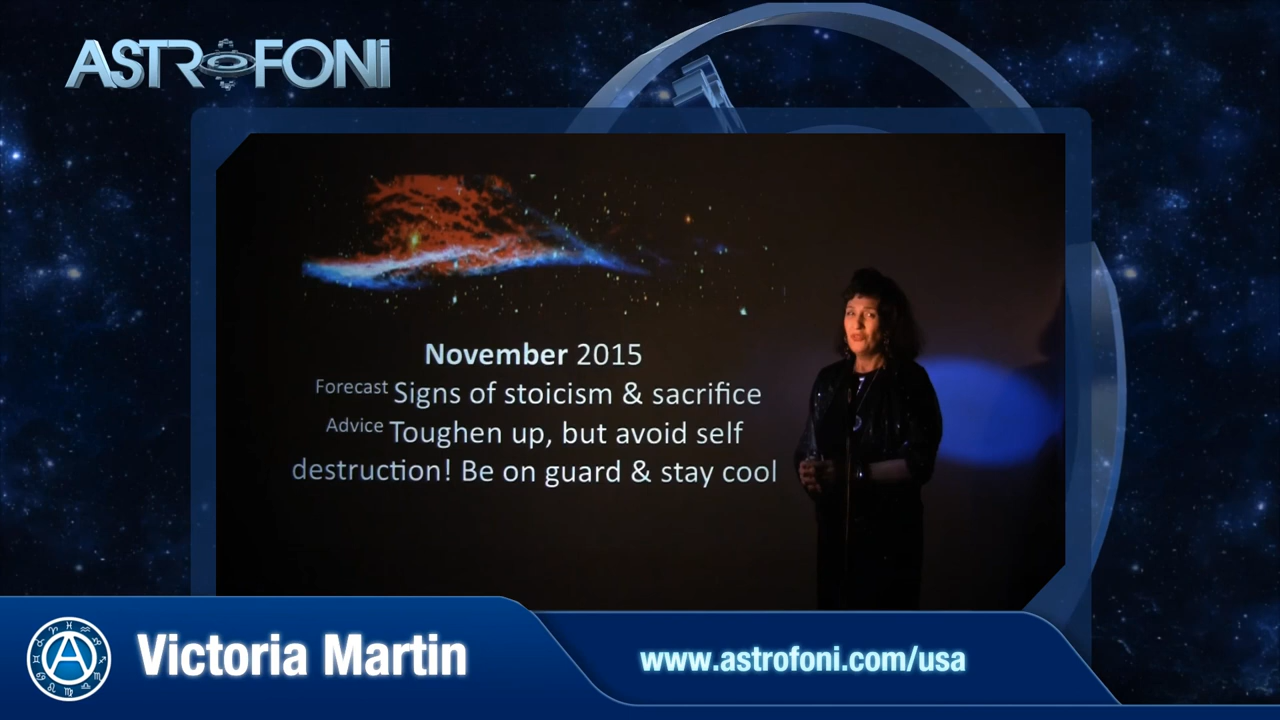 ASTROFONi
November 2015
Forecast Signs of stoicism & sacrifice
Advice Toughen up, but avoid self
destruction! Be on guard & stay cool
A
Victoria Martin
www.astrofoni.com/usa